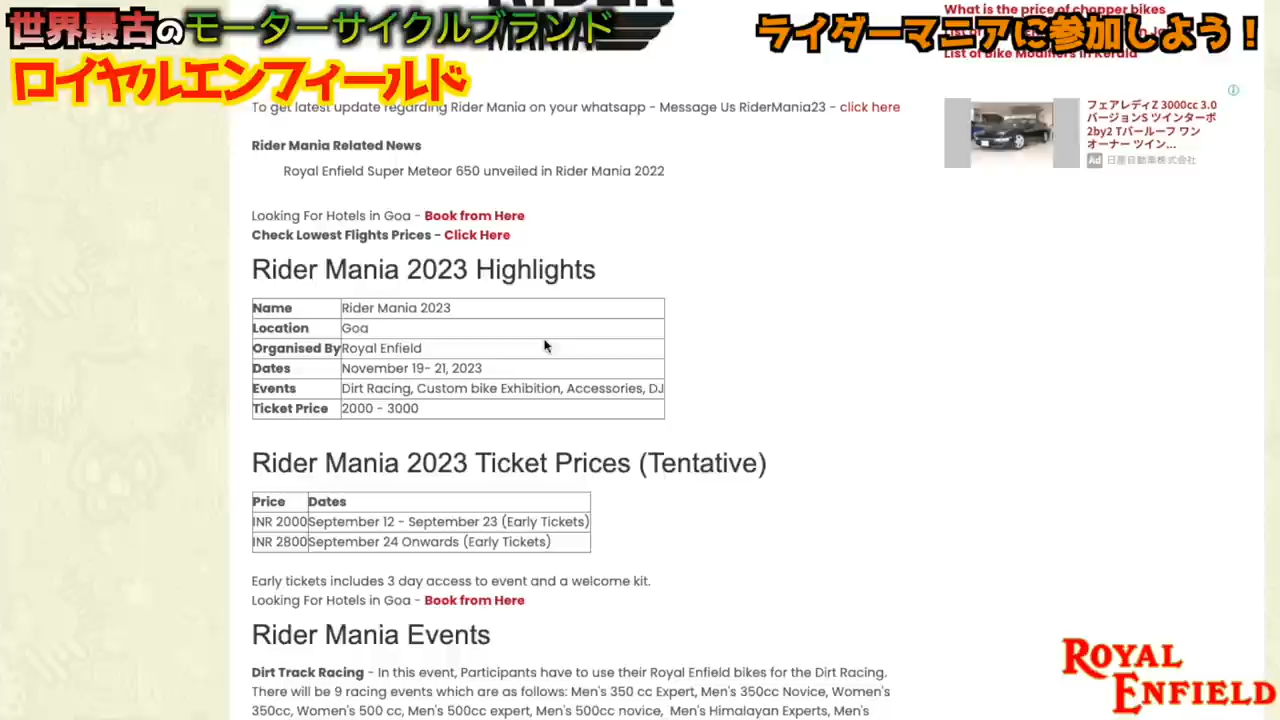 世界最古のモーターサイクルブランド
ロイヤルエンフィールド
ライダーマニアに参加しよう！
RIDER
MANIA
What is the price of chopper bikes
List of Bike Modifiers in Kerala
To get latest update regarding Rider Mania on your whatsapp - Message Us RiderMania23 - click here
フェアレディZ 3000cc 3.0
バージョンS ツインターボ
2by2 Tバールーフ ワン
オーナー ツイン...
Ad 日産自動車株式会社
Rider Mania Related News
Royal Enfield Super Meteor 650 unveiled in Rider Mania 2022
Looking For Hotels in Goa - Book from Here
Check Lowest Flights Prices - Click Here
Rider Mania 2023 Highlights
Name Rider Mania 2023
Location Goa
Organised By Royal Enfield
Dates November 19- 21, 2023
Events Dirt Racing, Custom bike Exhibition, Accessories, DJ
Ticket Price 2000 - 3000
Rider Mania 2023 Ticket Prices (Tentative)
Price Dates
INR 2000 September 12 - September 23 (Early Tickets)
INR 2800 September 24 Onwards (Early Tickets)
Early tickets includes 3 day access to event and a welcome kit.
Looking For Hotels in Goa - Book from Here
Rider Mania Events
Dirt Track Racing - In this event, Participants have to use their Royal Enfield bikes for the Dirt Racing.
There will be 9 racing events which are as follows: Men's 350 cc Expert, Men's 350cc Novice, Women's
350cc, Women's 500 cc, Men's 500cc expert, Men's 500cc novice, Men's Himalayan Experts, Men's
ROYAL
ENFIELD